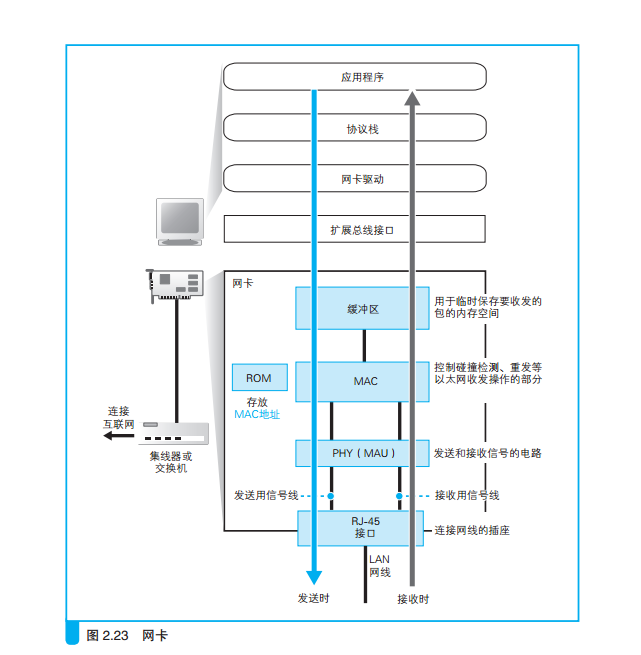 应用程序
协议栈
网卡驱动
扩展总线接口
网卡
缓冲区
用于临时保存要收发的
包的内存空间
ROM
MAC
控制碰撞检测、重发等
以太网收发操作的部分
存放
MAC地址
连接
互联网
集线器或
交换机
PHY（MAU）
发送和接收信号的电路
发送用信号线
接收用信号线
RJ-45
接口
连接网线的插座
LAN
网线
发送时
接收时
图 2.23 网卡